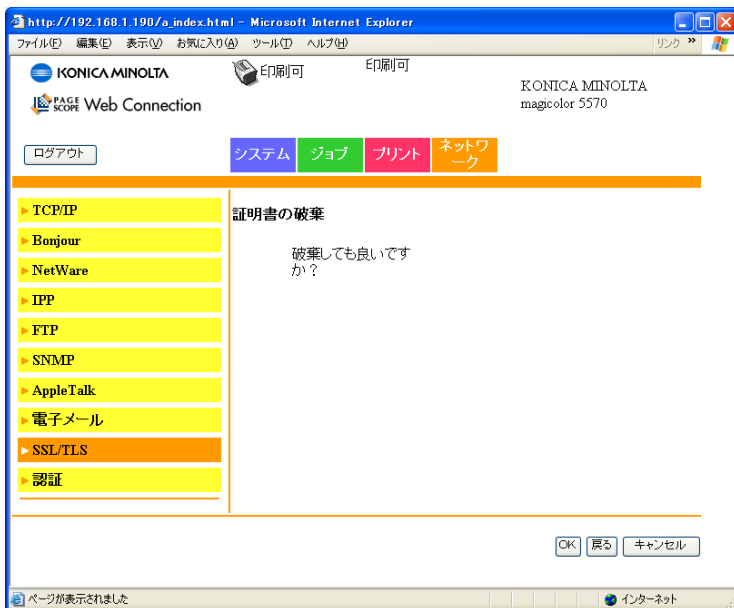 http://192.168.1.190/a_index.html - Microsoft Internet Explorer
ファイル(F) 編集(E) 表示(V) お気に入り(A) ツール(T) ヘルプ(H) リンク »
KONICA MINOLTA
印刷可
印刷可
KONICA MINOLTA
magicolor 5570
PAGE SCOPE Web Connection
ログアウト
システム
ジョブ
プリント
ネットワ
ーク
TCP/IP
Bonjour
NetWare
IPP
FTP
SNMP
AppleTalk
電子メール
SSL/TLS
認証
証明書の破棄
破棄しても良いです
か？
OK 戻る キャンセル
ページが表示されました インターネット